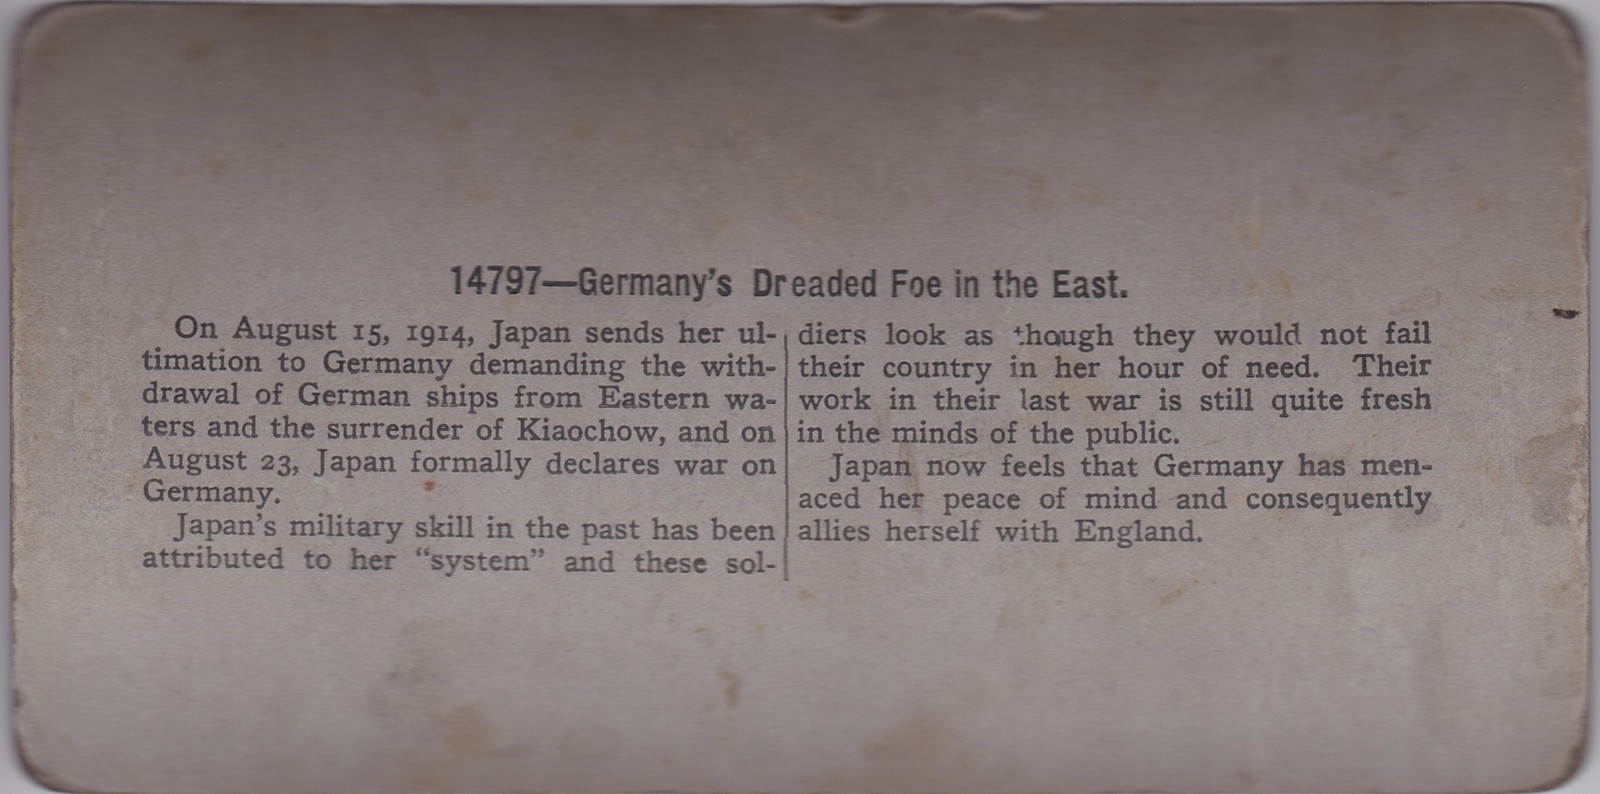 14797—Germany's Dreaded Foe in the East.
On August 15, 1914, Japan sends her ul-
timation to Germany demanding the with-
drawal of German ships from Eastern wa-
ters and the surrender of Kiaochow, and on
August 23, Japan formally declares war on
Germany.
Japan's military skill in the past has been
attributed to her “system” and these sol-
diers look as though they would not fail
their country in her hour of need. Their
work in their last war is still quite fresh
in the minds of the public.
Japan now feels that Germany has men-
aced her peace of mind and consequently
allies herself with England.